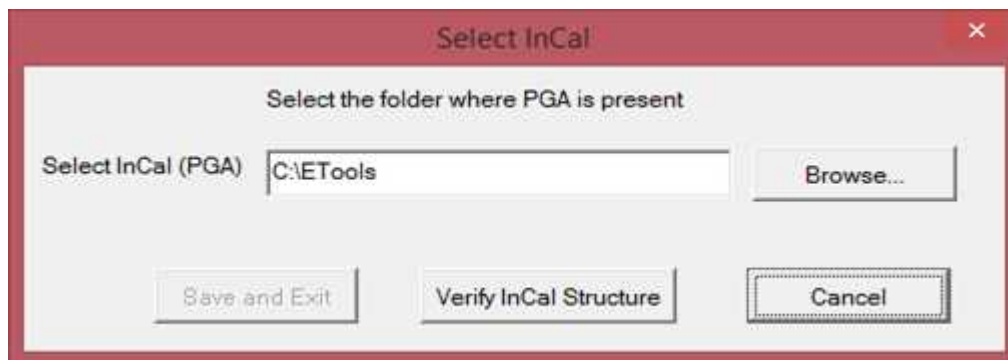 Select InCal
×
Select the folder where PGA is present
Select InCal (PGA) C:\ETools Browse...
Save and Exit Verify InCal Structure Cancel